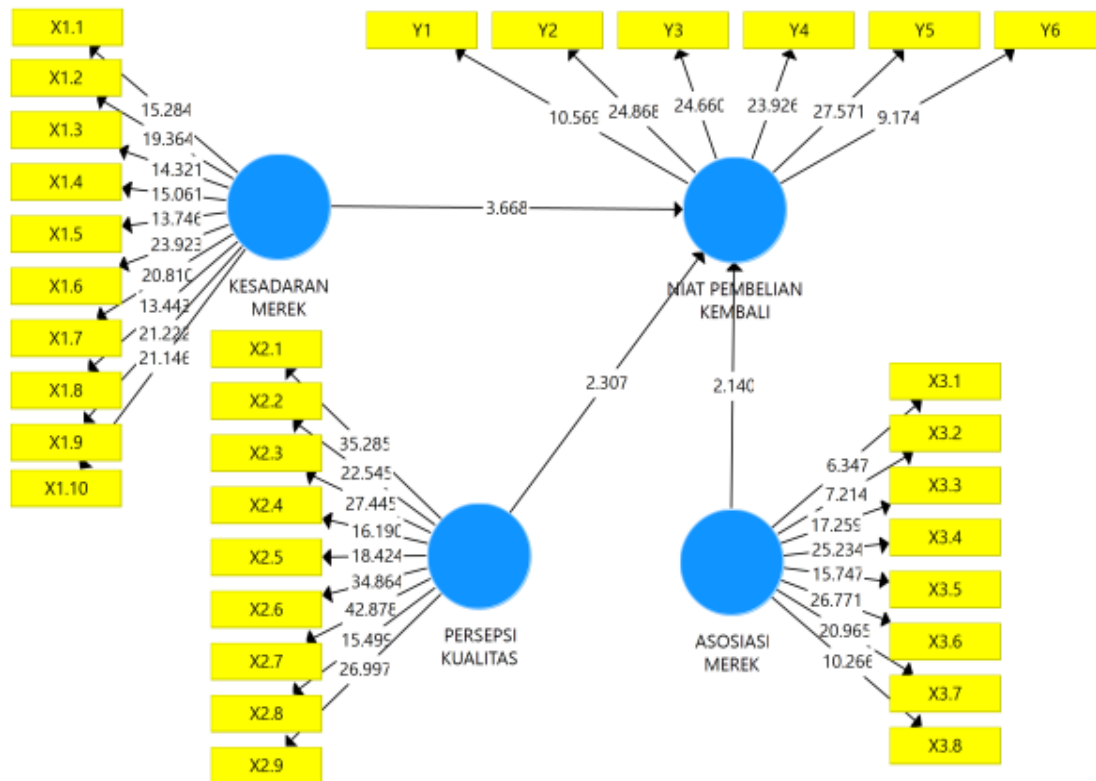 X1.1
X1.2
X1.3
X1.4
X1.5
X1.6
X1.7
X1.8
X1.9
X1.10
15.284
19.364
14.321
15.061
13.746
23.923
20.810
13.443
21.222
21.146
KESADARAN
MEREK
Y1 Y2 Y3 Y4 Y5 Y6
10.569 24.868 24.660 23.926 27.571 9.174
NIAT PEMBELIAN
KEMBALI
3.668
2.307
2.140
X2.1
X2.2
X2.3
X2.4
X2.5
X2.6
X2.7
X2.8
X2.9
35.285
22.545
27.445
16.190
18.424
34.864
42.878
15.499
26.997
PERSEPSI
KUALITAS
ASOSIASI
MEREK
6.347
7.214
17.259
25.234
15.747
26.771
20.965
10.266
X3.1
X3.2
X3.3
X3.4
X3.5
X3.6
X3.7
X3.8